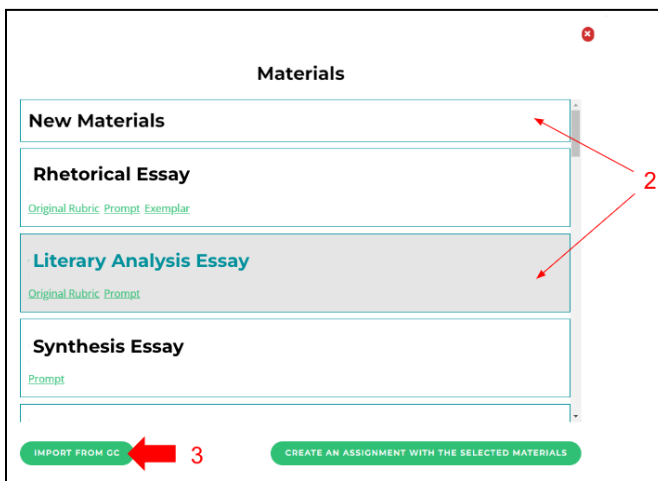 Materials
New Materials
2
Rhetorical Essay
Original Rubric Prompt Exemplar
Literary Analysis Essay
Original Rubric Prompt
Synthesis Essay
Prompt
IMPORT FROM GC
3
CREATE AN ASSIGNMENT WITH THE SELECTED MATERIALS